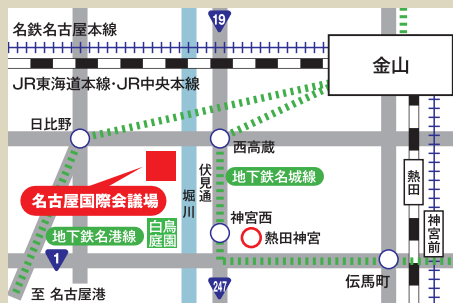 19
名鉄名古屋本線
金山
JR東海道本線・JR中央本線
日比野
西高蔵
伏見通
地下鉄名城線
熱田
名古屋国際会議場
堀川
神宮西
神宮前
白鳥庭園
地下鉄名港線
熱田神宮
1
伝馬町
至 名古屋港
247